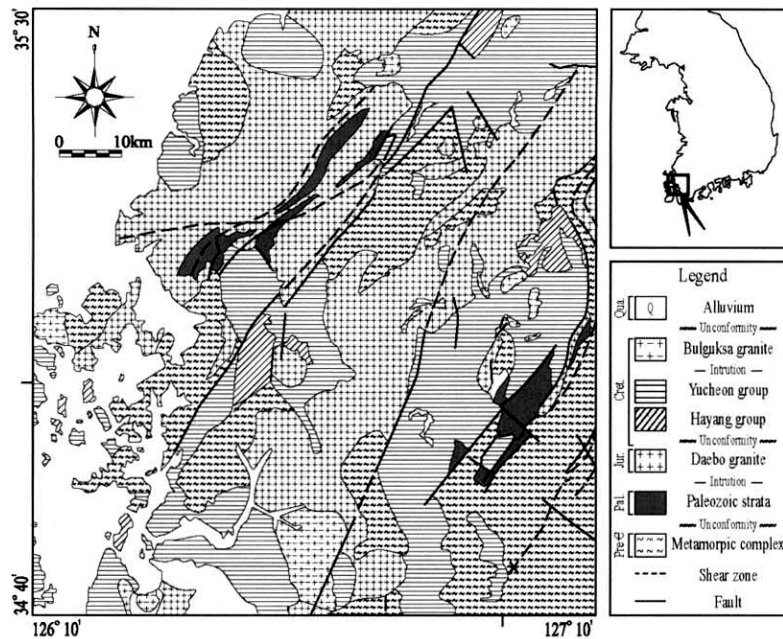 35° 30'
N
0 10km
34° 40'
126° 10'
127° 10'
Legend
Qua.
Q
Alluvium
Unconformity
Cret.
Bulguksa granite
Intrution
Yucheon group
Hayang group
Unconformity
Jur.
Daebo granite
Intrution
Pal.
Paleozoic strata
Unconformity
Pre-Ꞓ
Metamorpic complex
Shear zone
Fault